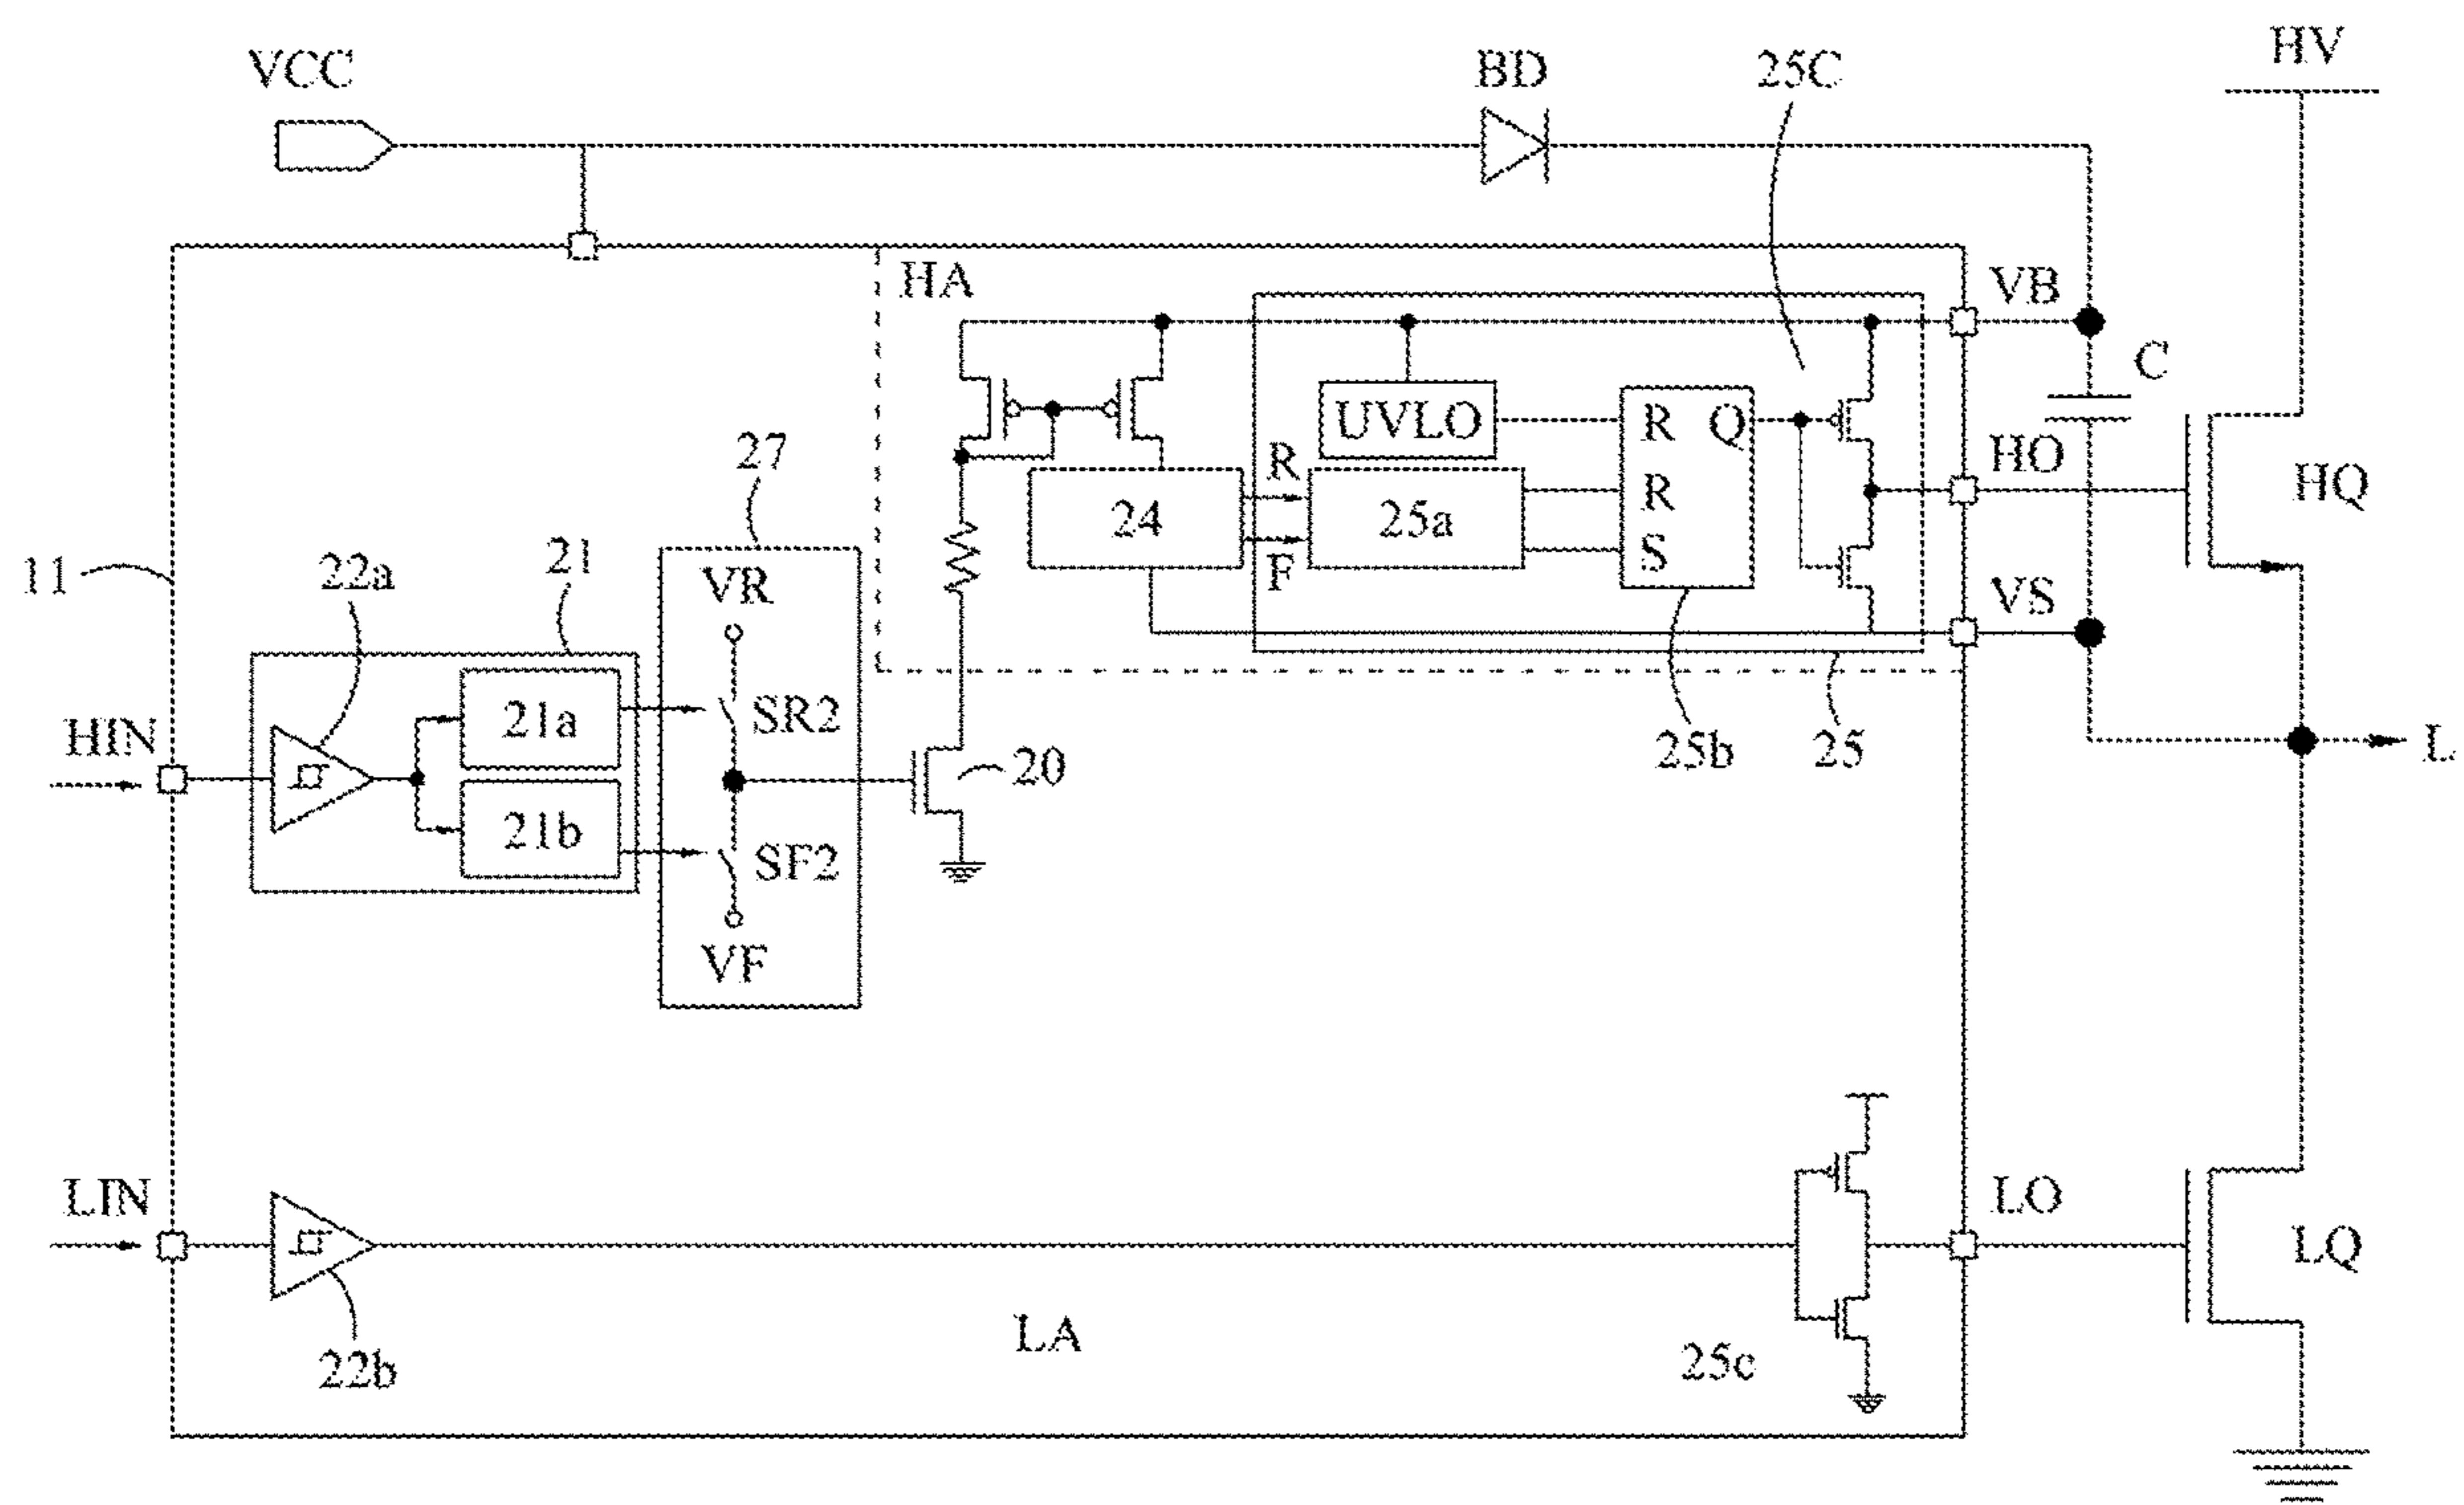 VCC
BD
25C
HV
HA
VB
C
UVLO
R Q
HO
HQ
27
R
24
25a
R
11
22a
21
VR
F
S
VS
HIN
21a
SR2
20
25b
25
L
21b
SF2
VF
LIN
LO
LQ
LA
22b
25c